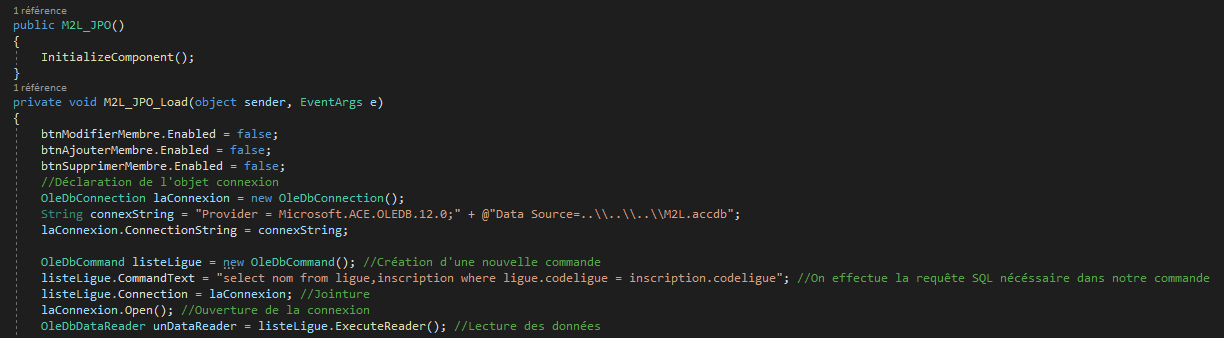 1 référence
public M2L_JPO()
{
InitializeComponent();
}
1 référence
private void M2L_JPO_Load(object sender, EventArgs e)
{
btnModifierMembre.Enabled = false;
btnAjouterMembre.Enabled = false;
btnSupprimerMembre.Enabled = false;
//Déclaration de l'objet connexion
OleDbConnection laConnexion = new OleDbConnection();
String connexString = "Provider = Microsoft.ACE.OLEDB.12.0;" + @"Data Source=..\\..\\..\\M2L.accdb";
laConnexion.ConnectionString = connexString;
OleDbCommand listeLigue = new OleDbCommand(); //Création d'une nouvelle commande
listeLigue.CommandText = "select nom from ligue,inscription where ligue.codeligue = inscription.codeligue"; //On effectue la requête SQL nécéssaire dans notre commande
listeLigue.Connection = laConnexion; //Jointure
laConnexion.Open(); //Ouverture de la connexion
OleDbDataReader unDataReader = listeLigue.ExecuteReader(); //Lecture des données